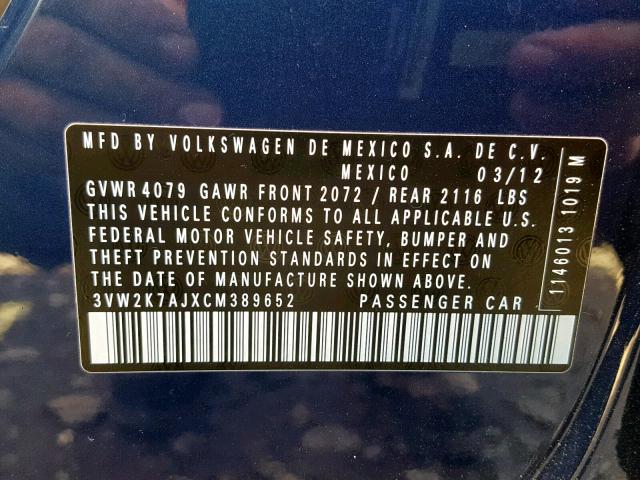 MFD BY VOLKSWAGEN DE MEXICO S.A. DE C.V.
MEXICO 03/12
GVWR 4079 GAWR FRONT 2072 / REAR 2116 LBS
THIS VEHICLE CONFORMS TO ALL APPLICABLE U.S.
FEDERAL MOTOR VEHICLE SAFETY, BUMPER AND
THEFT PREVENTION STANDARDS IN EFFECT ON
THE DATE OF MANUFACTURE SHOWN ABOVE.
3VW2K7AJXCM389652 PASSENGER CAR
1146013 1019 M